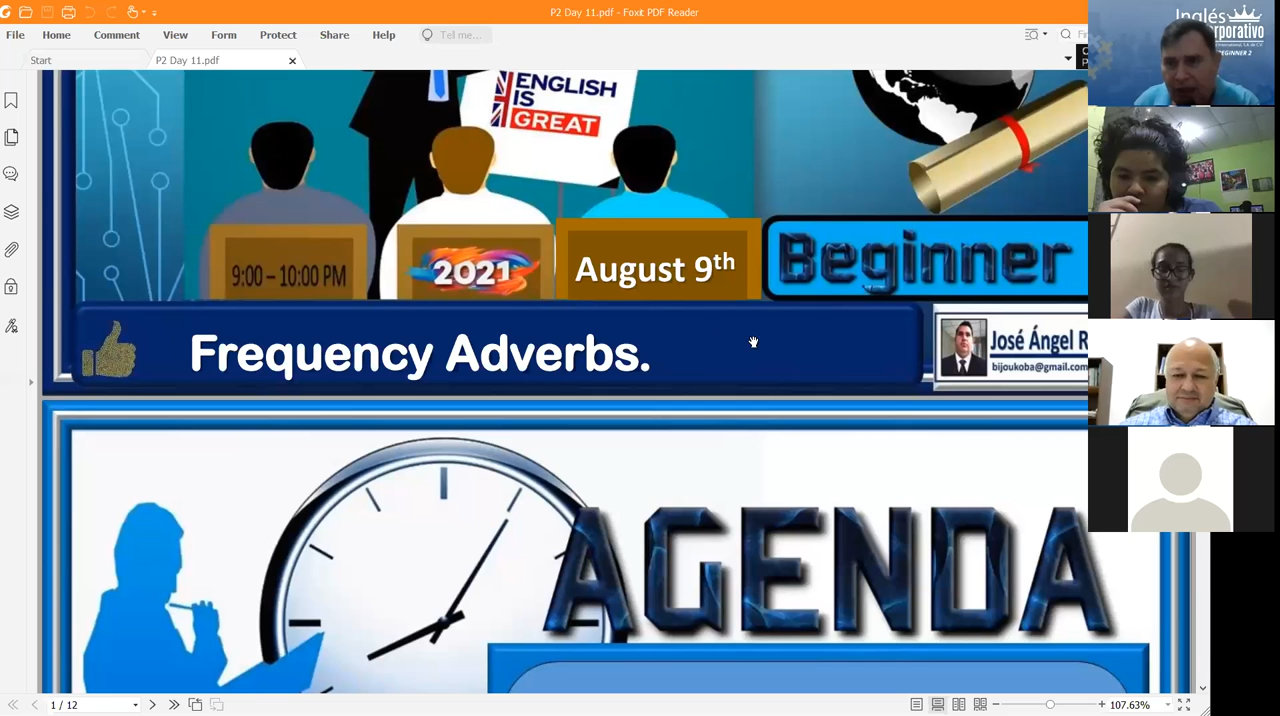 P2 Day 11.pdf - Foxit PDF Reader
File Home Comment View Form Protect Share Help Tell me...
Start P2 Day 11.pdf
Inglés
BEGINNER 2
ENGLISH
IS
GREAT
9:00 – 10:00 PM
2021
August 9th
Beginner
Frequency Adverbs.
José Ángel R
bijoukoba@gmail.com
AGENDA
1 / 12
107.63%